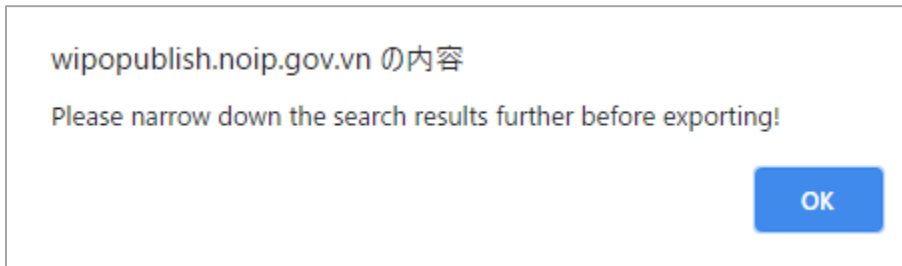 wipopublish.noip.gov.vn の内容
Please narrow down the search results further before exporting!
OK